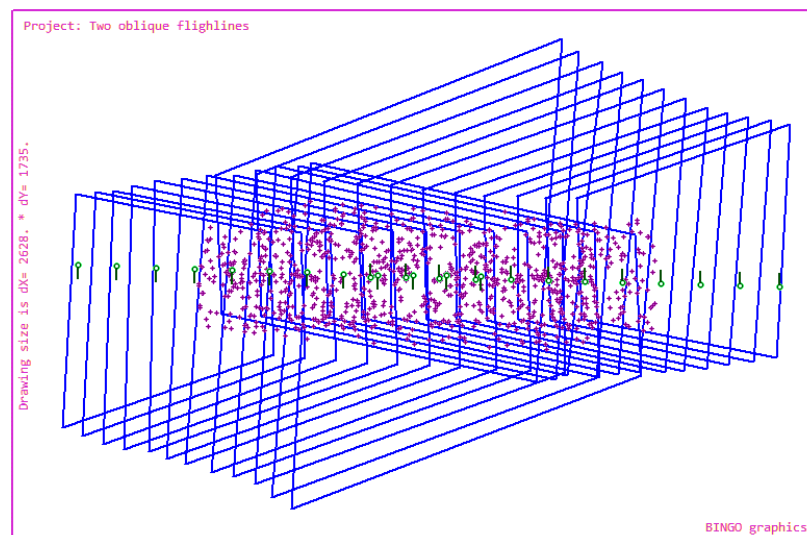 Project: Two oblique flighlines
Drawing size is dX= 2628. * dY= 1735.
BINGO graphics